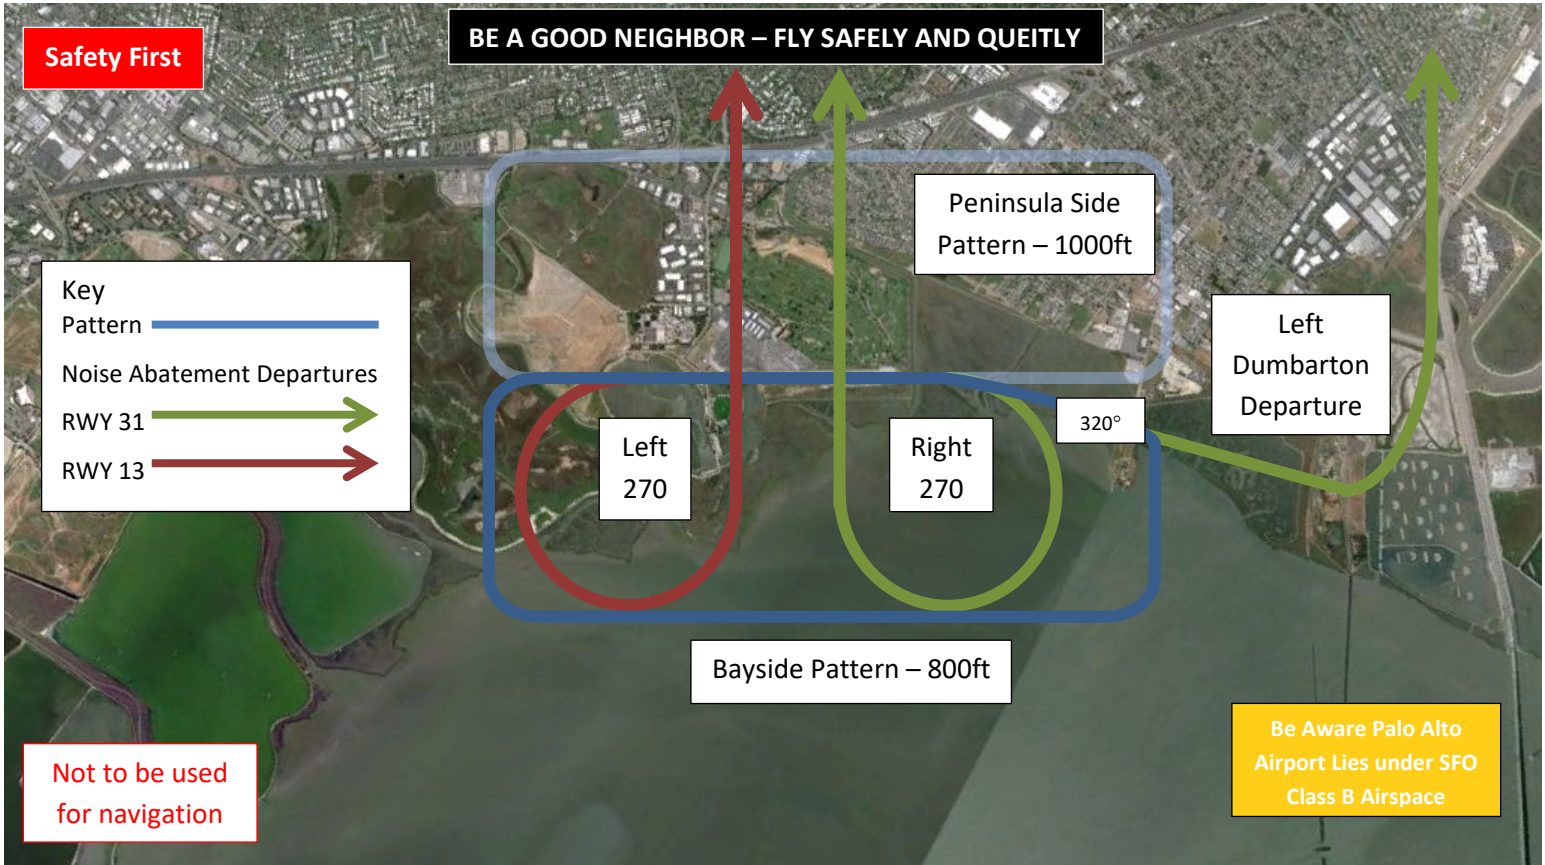 Safety First
BE A GOOD NEIGHBOR – FLY SAFELY AND QUEITLY
Peninsula Side
Pattern – 1000ft
Key
Pattern
Noise Abatement Departures
RWY 31
RWY 13
Left
Dumbarton
Departure
320°
Left
270
Right
270
Bayside Pattern – 800ft
Not to be used
for navigation
Be Aware Palo Alto
Airport Lies under SFO
Class B Airspace